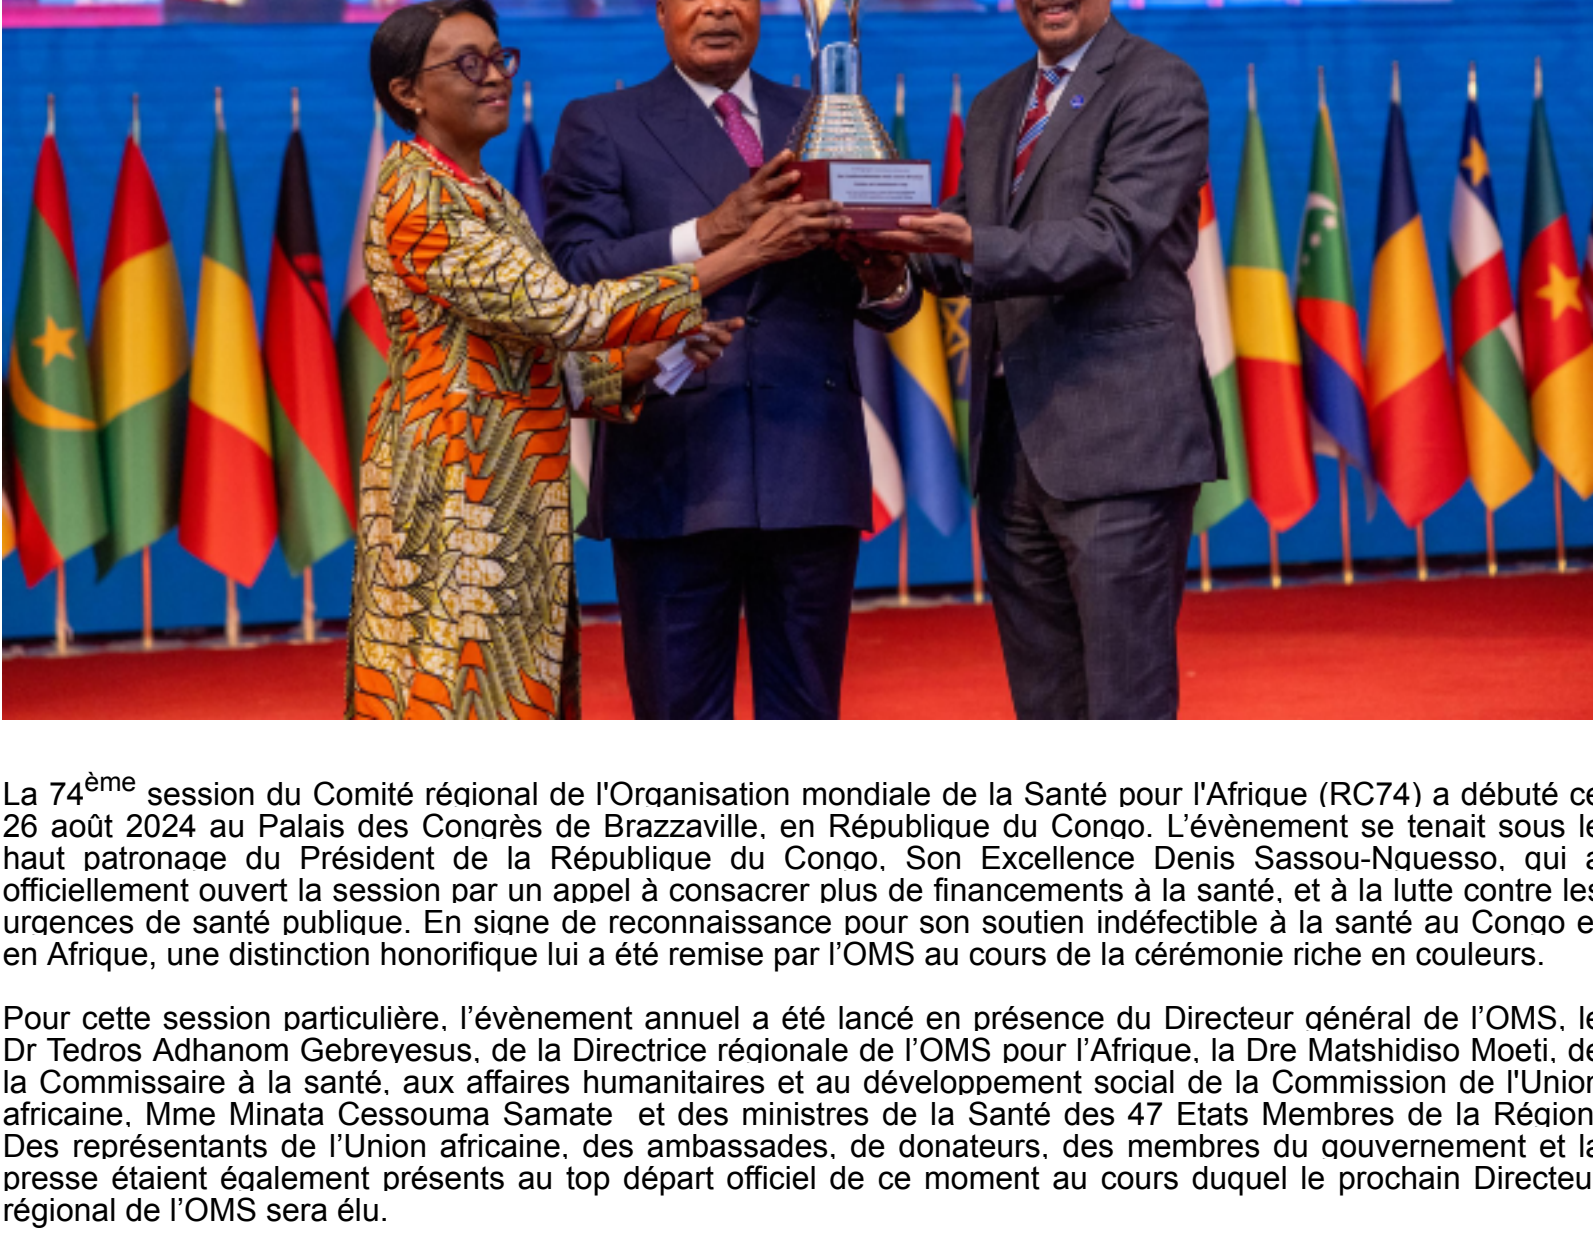 La 74ème session du Comité régional de l'Organisation mondiale de la Santé pour l'Afrique (RC74) a débuté ce
26 août 2024 au Palais des Congrès de Brazzaville, en République du Congo. L’évènement se tenait sous le
haut patronage du Président de la République du Congo, Son Excellence Denis Sassou-Nguesso, qui a
officiellement ouvert la session par un appel à consacrer plus de financements à la santé, et à la lutte contre les
urgences de santé publique. En signe de reconnaissance pour son soutien indéfectible à la santé au Congo et
en Afrique, une distinction honorifique lui a été remise par l’OMS au cours de la cérémonie riche en couleurs.
Pour cette session particulière, l’évènement annuel a été lancé en présence du Directeur général de l’OMS, le
Dr Tedros Adhanom Gebreyesus, de la Directrice régionale de l’OMS pour l’Afrique, la Dre Matshidiso Moeti, de
la Commissaire à la santé, aux affaires humanitaires et au développement social de la Commission de l'Union
africaine, Mme Minata Cessouma Samate et des ministres de la Santé des 47 Etats Membres de la Région.
Des représentants de l’Union africaine, des ambassades, de donateurs, des membres du gouvernement et la
presse étaient également présents au top départ officiel de ce moment au cours duquel le prochain Directeur
régional de l’OMS sera élu.